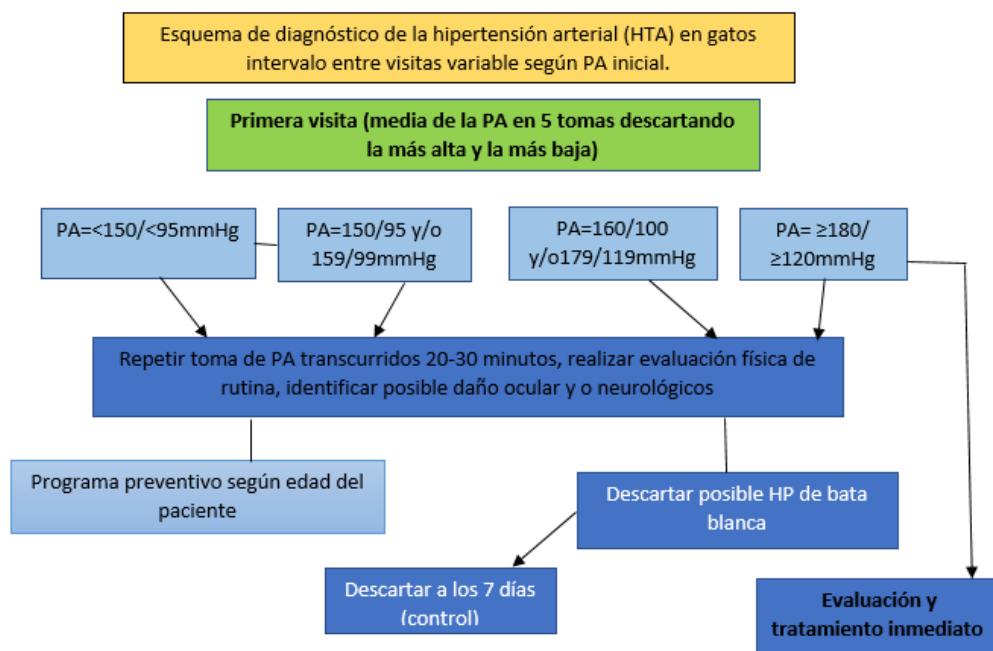 Esquema de diagnóstico de la hipertensión arterial (HTA) en gatos
intervalo entre visitas variable según PA inicial.
Primera visita (media de la PA en 5 tomas descartando
la más alta y la más baja)
PA=<150/<95mmHg
PA=150/95 y/o
159/99mmHg
PA=160/100
y/o179/119mmHg
PA= ≥180/
≥120mmHg
Repetir toma de PA transcurridos 20-30 minutos, realizar evaluación física de
rutina, identificar posible daño ocular y o neurológicos
Programa preventivo según edad del
paciente
Descartar posible HP de bata
blanca
Descartar a los 7 días
(control)
Evaluación y
tratamiento inmediato